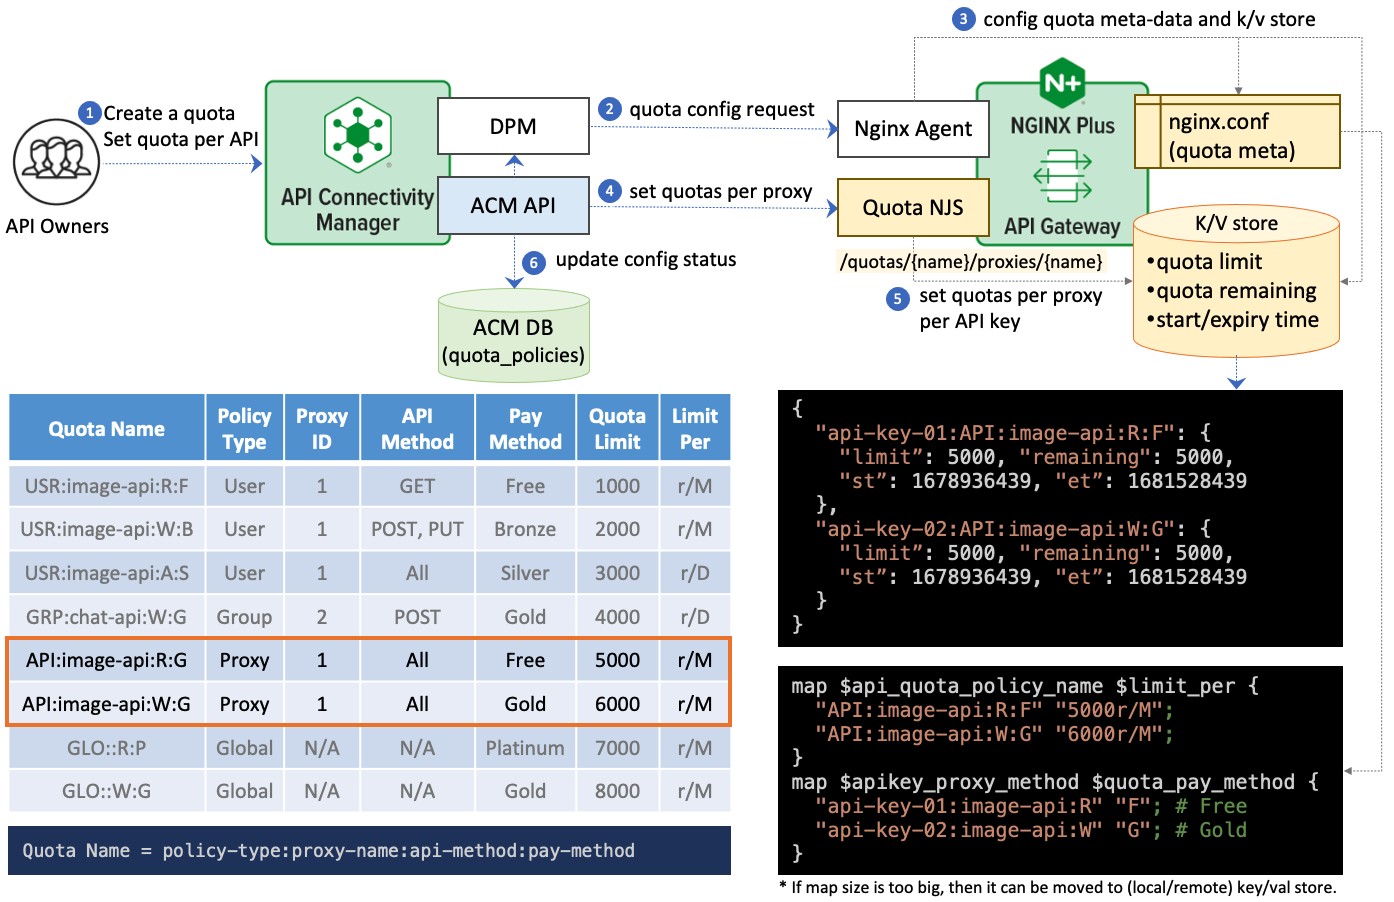 3 config quota meta-data and k/v store
1 Create a quota
Set quota per API
API Owners
API Connectivity
Manager
DPM
ACM API
2 quota config request
4 set quotas per proxy
6 update config status
ACM DB
(quota_policies)
Nginx Agent
Quota NJS
/quotas/{name}/proxies/{name}
5 set quotas per proxy
per API key
N+
NGINX Plus
API Gateway
nginx.conf
(quota meta)
K/V store
•quota limit
•quota remaining
•start/expiry time
Quota Name Policy Type Proxy ID API Method Pay Method Quota Limit Limit Per
USR:image-api:R:F User 1 GET Free 1000 r/M
USR:image-api:W:B User 1 POST, PUT Bronze 2000 r/M
USR:image-api:A:S User 1 All Silver 3000 r/D
GRP:chat-api:W:G Group 2 POST Gold 4000 r/D
API:image-api:R:G Proxy 1 All Free 5000 r/M
API:image-api:W:G Proxy 1 All Gold 6000 r/M
GLO::R:P Global N/A N/A Platinum 7000 r/M
GLO::W:G Global N/A N/A Gold 8000 r/M
Quota Name = policy-type:proxy-name:api-method:pay-method
{
"api-key-01:API:image-api:R:F": {
"limit”: 5000, "remaining": 5000,
"st”: 1678936439, "et”: 1681528439
},
"api-key-02:API:image-api:W:G": {
"limit”: 5000, "remaining": 5000,
"st”: 1678936439, "et”: 1681528439
}
}
map $api_quota_policy_name $limit_per {
"API:image-api:R:F" "5000r/M";
"API:image-api:W:G" "6000r/M";
}
map $apikey_proxy_method $quota_pay_method {
"api-key-01:image-api:R" "F"; # Free
"api-key-02:image-api:W" "G"; # Gold
}
* If map size is too big, then it can be moved to (local/remote) key/val store.